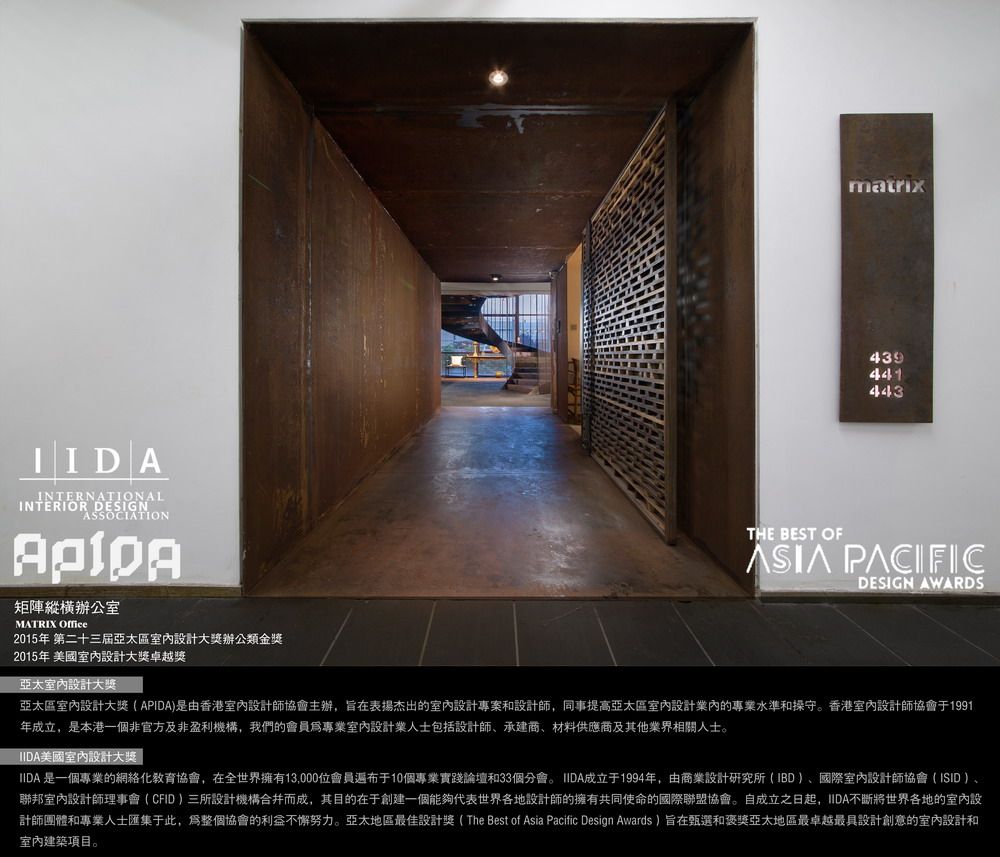 matrix
439
441
443
IIDA
INTERNATIONAL
INTERIOR DESIGN
ASSOCIATION
APIDA
THE BEST OF
ASIA PACIFIC
DESIGN AWARDS
矩陣縱橫辦公室
MATRIX Office
2015年 第二十三屆亞太區室內設計大獎辦公類金獎
2015年 美國室內設計大獎卓越獎
亞太室內設計大獎
亞太區室內設計大獎（APIDA)是由香港室內設計師協會主辦，旨在表揚杰出的室內設計專案和設計師，同事提高亞太區室內設計業內的專業水準和操守。香港室內設計師協會于1991
年成立，是本港一個非官方及非盈利機構，我們的會員爲專業室內設計業人士包括設計師、承建商、材料供應商及其他業界相關人士。
IIDA美國室內設計大獎
IIDA 是一個專業的網絡化敎育協會，在全世界擁有13,000位會員遍布于10個專業實踐論壇和33個分會。 IIDA成立于1994年，由商業設計硏究所（IBD）、國際室內設計師協會（ISID）、
聯邦室內設計師理事會（CFID）三所設計機構合幷而成，其目的在于創建一個能夠代表世界各地設計師的擁有共同使命的國際聯盟協會。自成立之日起，IIDA不斷將世界各地的室內設
計師團體和專業人士匯集于此，爲整個協會的利益不懈努力。亞太地區最佳設計獎（The Best of Asia Pacific Design Awards）旨在甄選和褒獎亞太地區最卓越最具設計創意的室內設計和
室內建築項目。